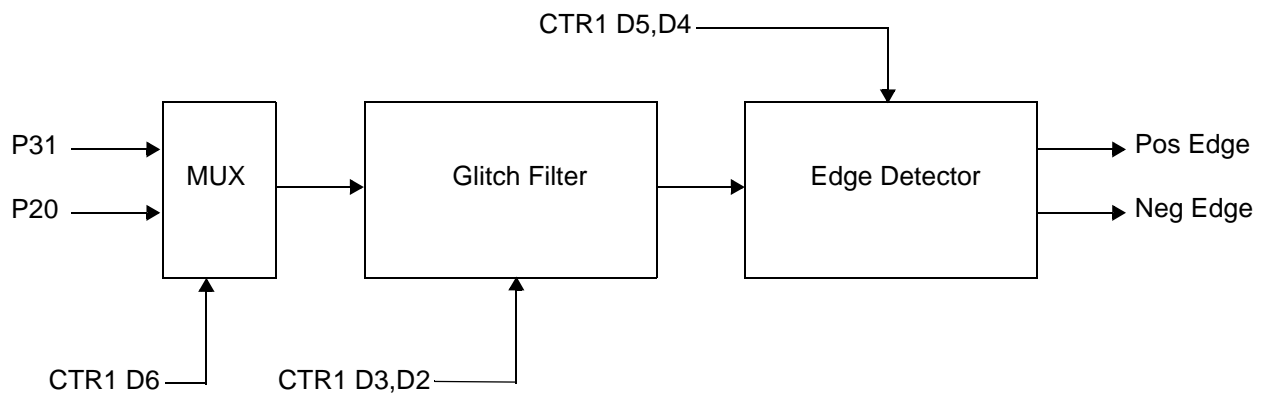 CTR1 D5,D4
P31
P20
MUX
Glitch Filter
Edge Detector
Pos Edge
Neg Edge
CTR1 D6
CTR1 D3,D2